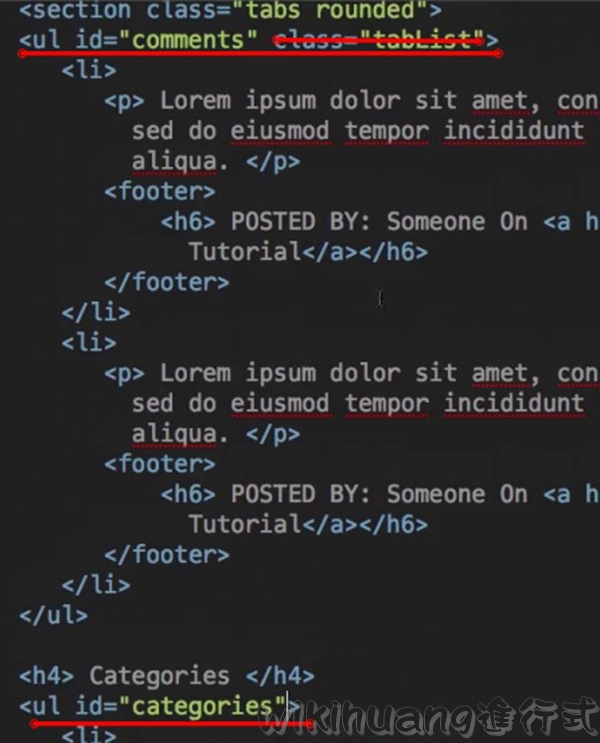 <section class="tabs rounded">
<ul id="comments" class="tabList">
<li>
<p> Lorem ipsum dolor sit amet, con
sed do eiusmod tempor incididunt
aliqua. </p>
<footer>
<h6> POSTED BY: Someone On <a h
Tutorial</a></h6>
</footer>
</li>
<li>
<p> Lorem ipsum dolor sit amet, con
sed do eiusmod tempor incididunt
aliqua. </p>
<footer>
<h6> POSTED BY: Someone On <a h
Tutorial</a></h6>
</footer>
</li>
</ul>
<h4> Categories </h4>
<ul id="categories">
wikihuang進行式
<li>